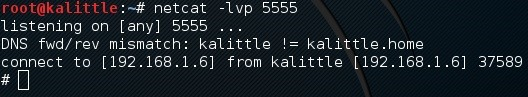 root@kalittle:~# netcat -lvp 5555
listening on [any] 5555 ...
DNS fwd/rev mismatch: kalittle != kalittle.home
connect to [192.168.1.6] from kalittle [192.168.1.6] 37589
#